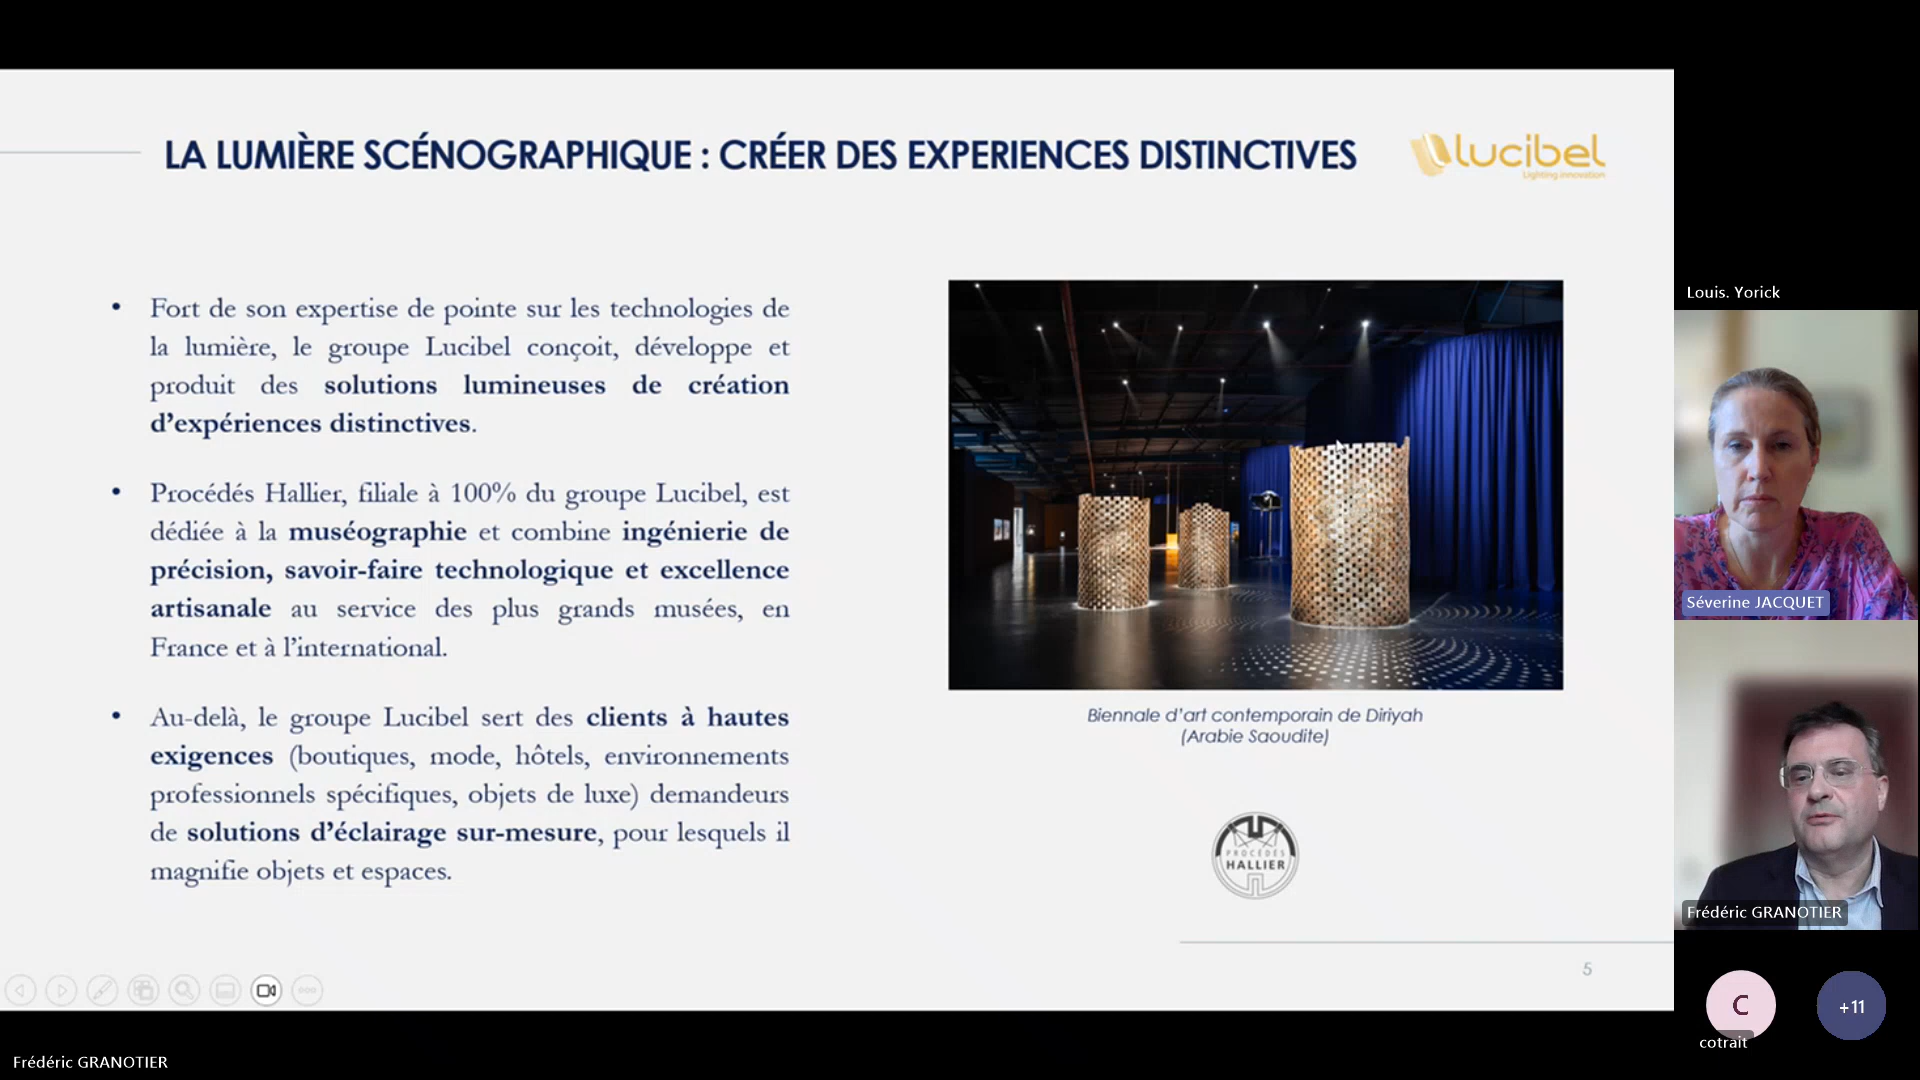 LA LUMIÈRE SCÉNOGRAPHIQUE : CRÉER DES EXPERIENCES DISTINCTIVES
lucibel
Lighting innovation
• Fort de son expertise de pointe sur les technologies de
la lumière, le groupe Lucibel conçoit, développe et
produit des solutions lumineuses de création
d’expériences distinctives.
• Procédés Hallier, filiale à 100% du groupe Lucibel, est
dédiée à la muséographie et combine ingénierie de
précision, savoir-faire technologique et excellence
artisanale au service des plus grands musées, en
France et à l’international.
• Au-delà, le groupe Lucibel sert des clients à hautes
exigences (boutiques, mode, hôtels, environnements
professionnels spécifiques, objets de luxe) demandeurs
de solutions d’éclairage sur-mesure, pour lesquels il
magnifie objets et espaces.
Biennale d’art contemporain de Diriyah
(Arabie Saoudite)
PROCÉDÉS
HALLIER
5
Louis. Yorick
Séverine JACQUET
Frédéric GRANOTIER
C
+11
cotrait
Frédéric GRANOTIER